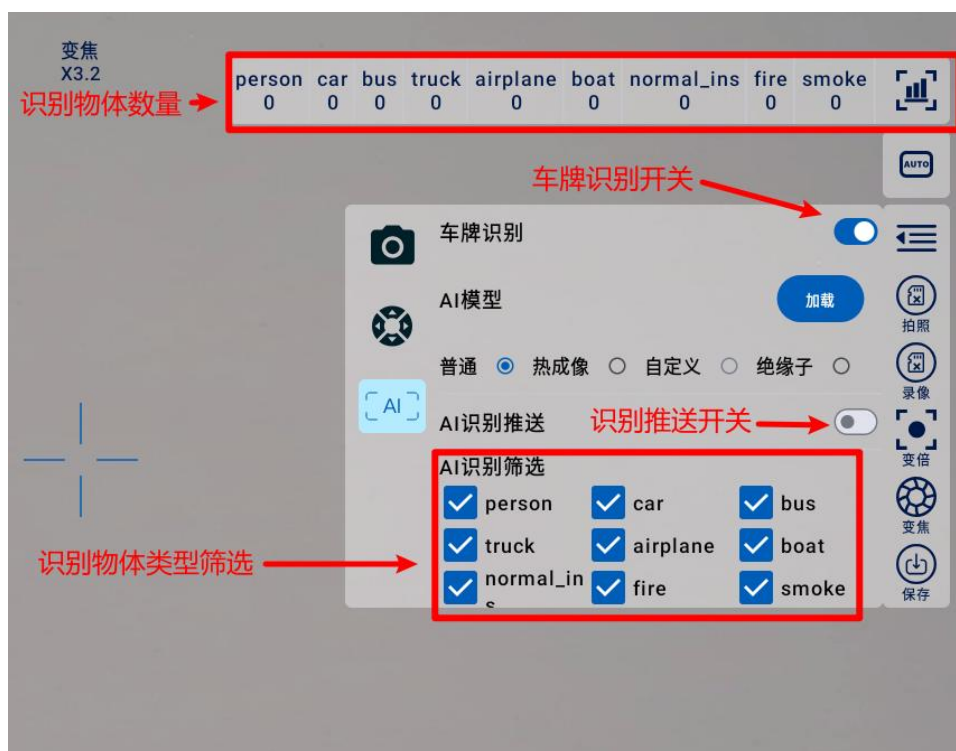 变焦
X3.2
识别物体数量
person car bus truck airplane boat normal_ins fire smoke
0 0 0 0 0 0 0 0 0
AUTO
车牌识别开关
车牌识别
AI模型
加载
拍照
普通 热成像 自定义 绝缘子
录像
AI
AI识别推送
识别推送开关
变倍
AI识别筛选
person car bus
变焦
truck airplane boat
识别物体类型筛选
normal_in
s
fire smoke
保存